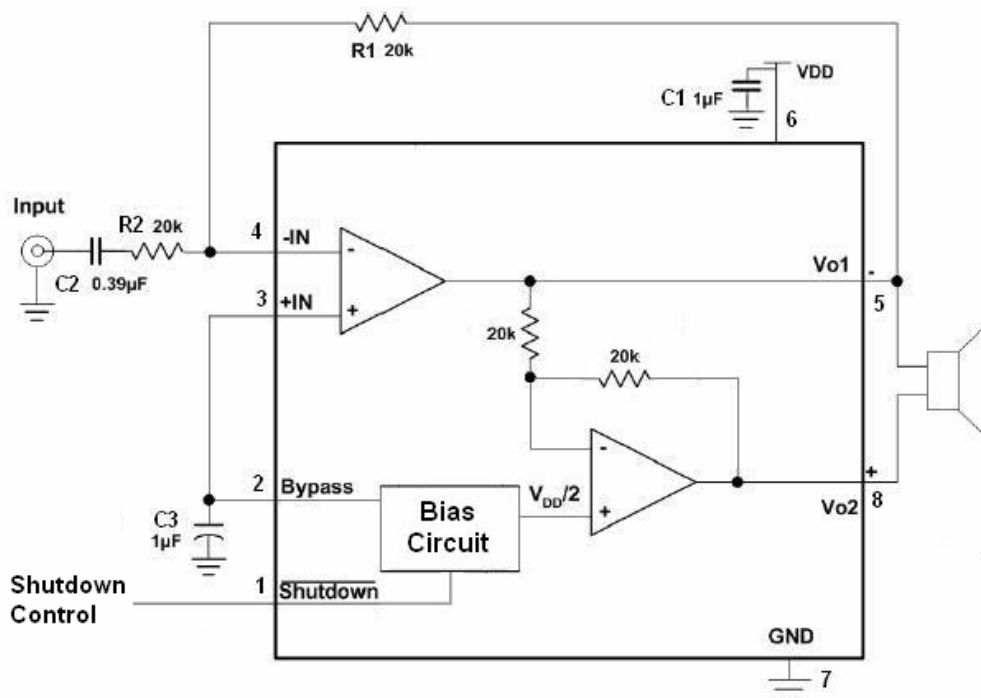 R1 20k
VDD
C1 1µF
6
Input
R2 20k
4
-IN
-
C2 0.39µF
3
+IN
+
Vo1
-
5
20k
20k
-
2
Bypass
VDD/2
+
+
8
Vo2
C3
1µF
Bias
Circuit
Shutdown
Control
1
Shutdown
GND
7